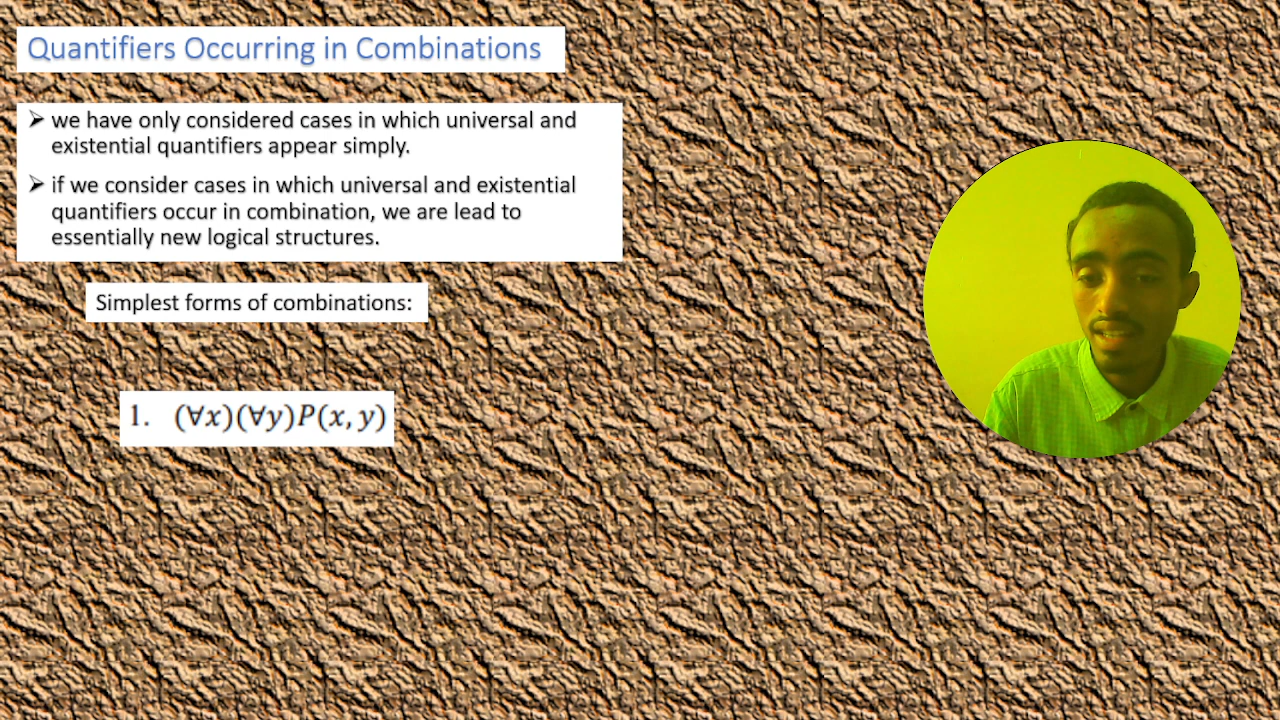 Quantifiers Occurring in Combinations
➢ we have only considered cases in which universal and
existential quantifiers appear simply.
➢ if we consider cases in which universal and existential
quantifiers occur in combination, we are lead to
essentially new logical structures.
Simplest forms of combinations:
1. (∀x)(∀y)P(x, y)